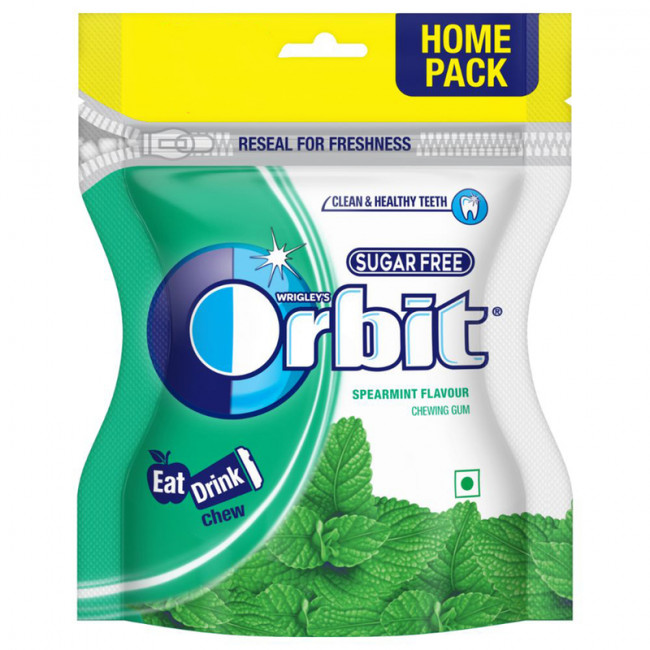 HOME
PACK
RESEAL FOR FRESHNESS
CLEAN & HEALTHY TEETH
SUGAR FREE
WRIGLEY'S
Orbit®
SPEARMINT FLAVOUR
CHEWING GUM
Eat
Drink
chew